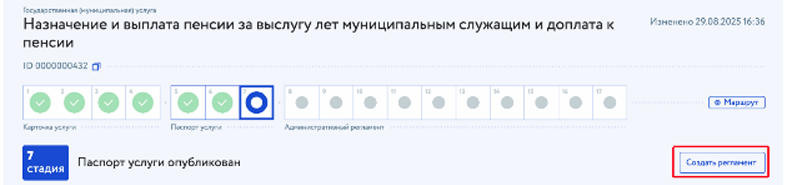 Государственная (муниципальная) услуга
Назначение и выплата пенсии за выслугу лет муниципальным служащим и доплата к
пенсии
Изменено 29.08.2025 16:36
ID 0000000432
1 2 3 4 5 6 7 8 9 10 11 12 13 14 15 16 17
Маршрут
Карточка услуги Паспорт услуги Административный регламент
7
стадия
Паспорт услуги опубликован
Создать регламент